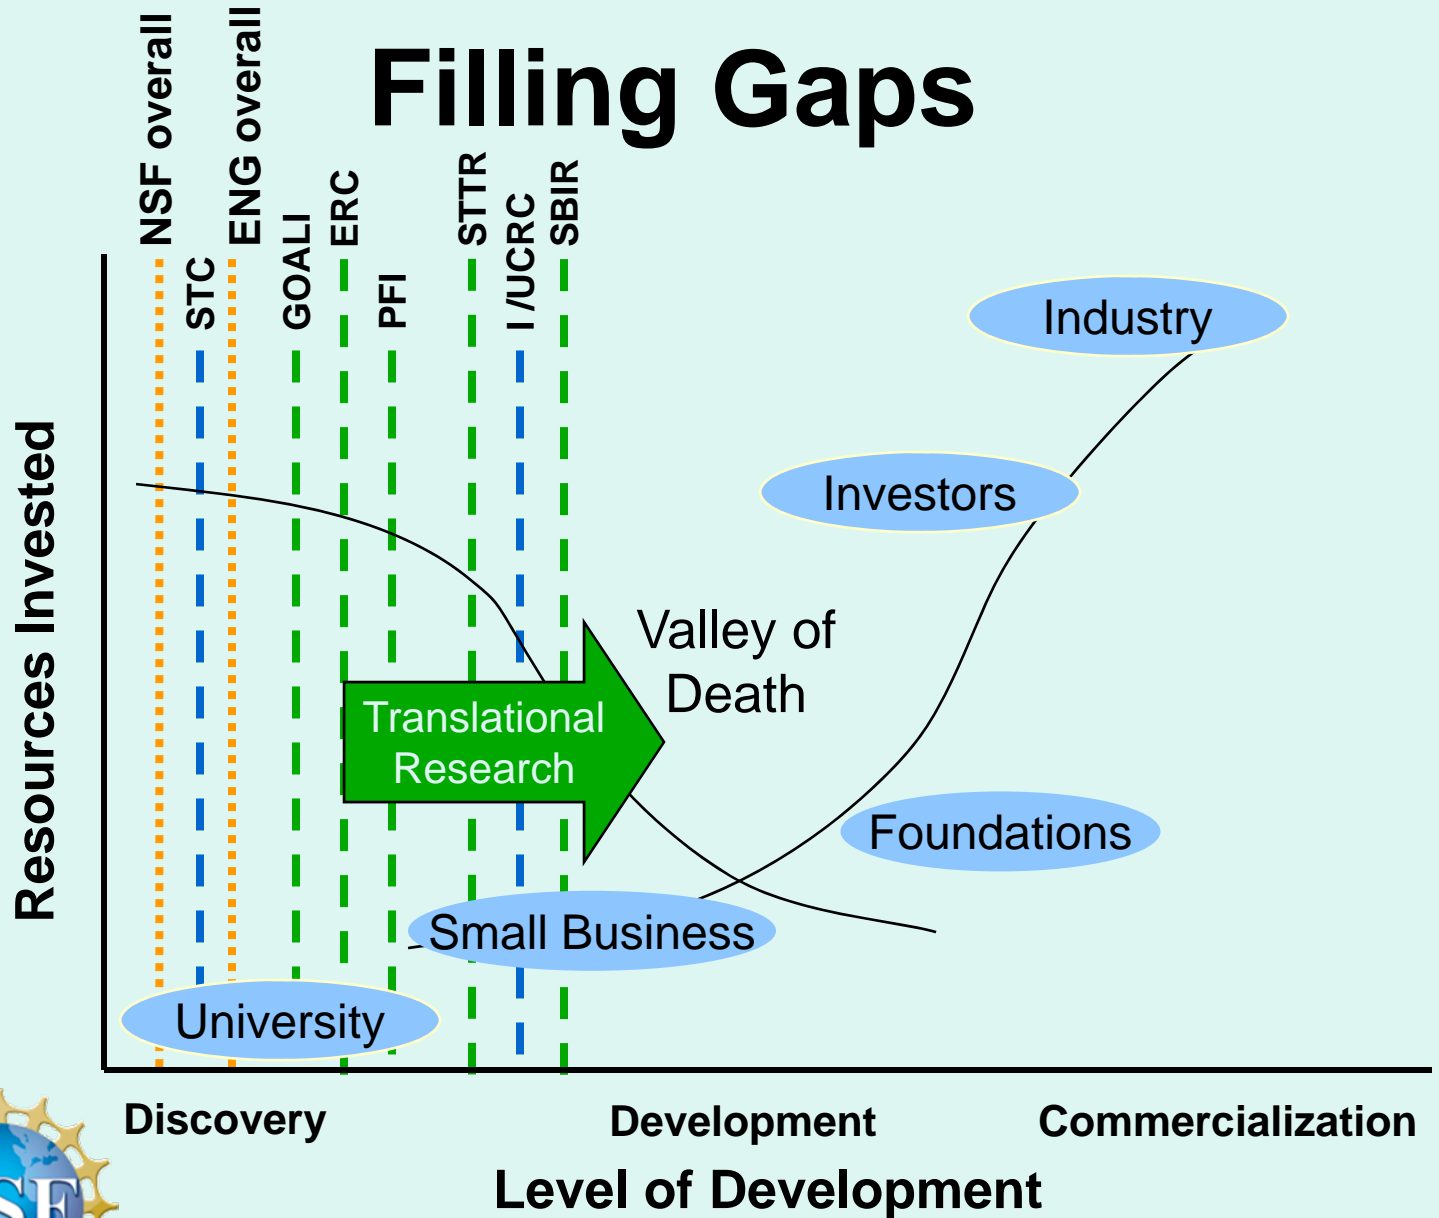 Filling Gaps
NSF overall
STC
ENG overall
GOALI
ERC
PFI
STTR
I /UCRC
SBIR
Resources Invested
Industry
Investors
Valley of
Death
Translational
Research
Foundations
Small Business
University
Discovery
Development
Commercialization
Level of Development